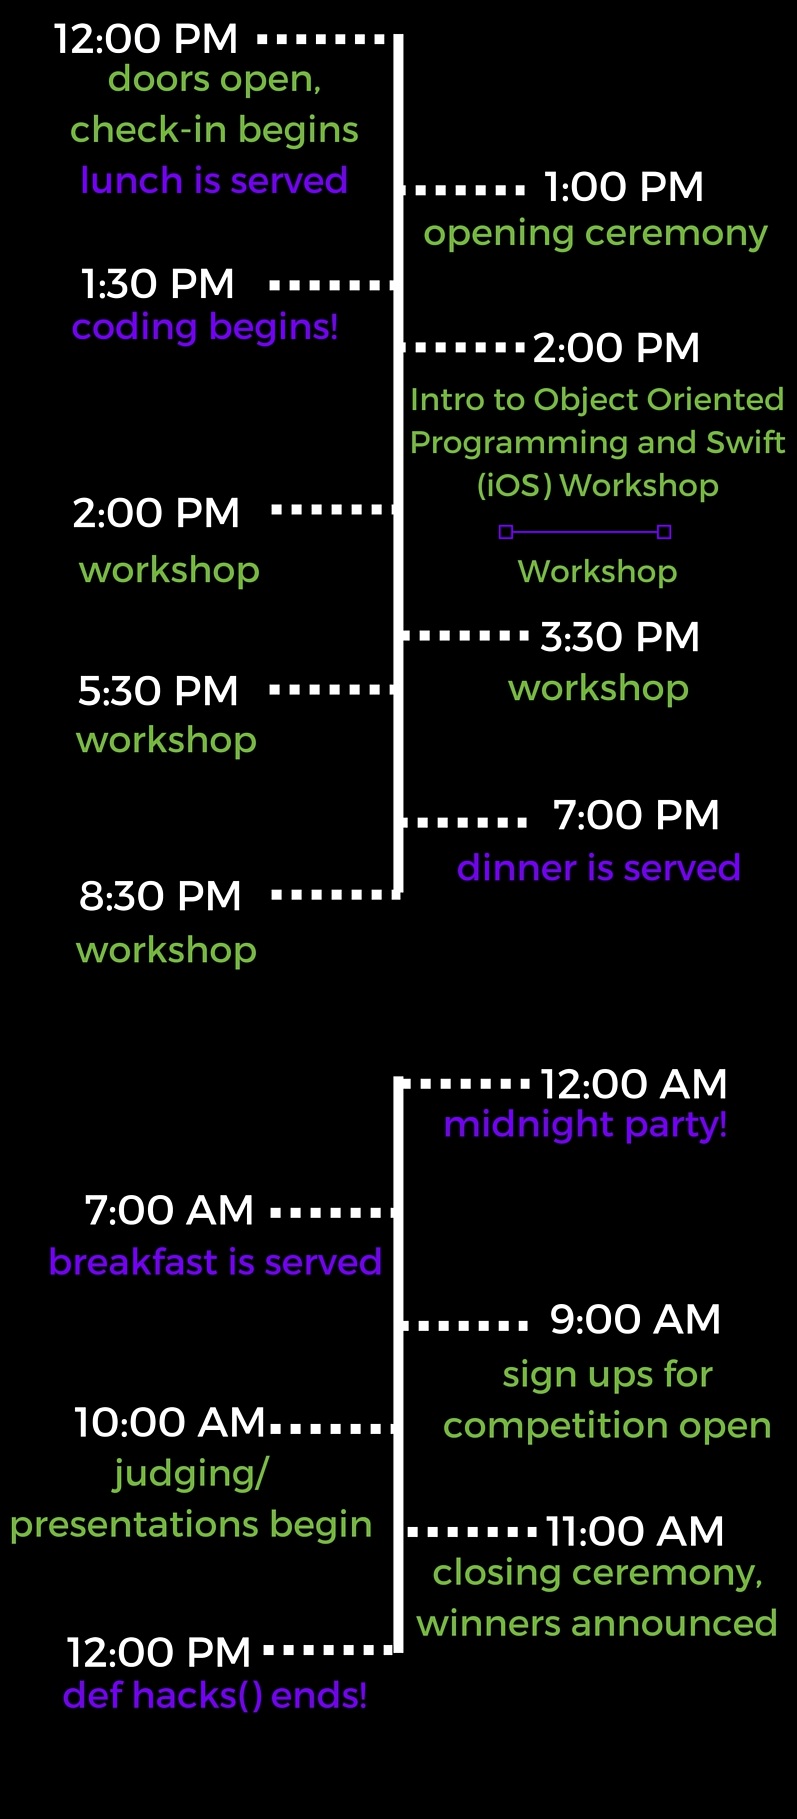 12:00 PM
doors open,
check-in begins
lunch is served
1:00 PM
opening ceremony
1:30 PM
coding begins!
2:00 PM
Intro to Object Oriented
Programming and Swift
(iOS) Workshop
Workshop
2:00 PM
workshop
3:30 PM
workshop
5:30 PM
workshop
7:00 PM
dinner is served
8:30 PM
workshop
12:00 AM
midnight party!
7:00 AM
breakfast is served
9:00 AM
sign ups for
competition open
10:00 AM
judging/
presentations begin
11:00 AM
closing ceremony,
winners announced
12:00 PM
def hacks() ends!